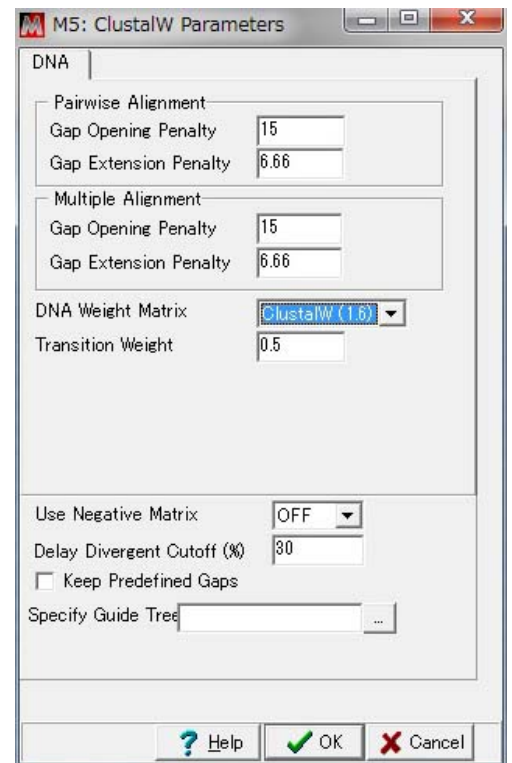 M5: ClustalW Parameters
DNA
Pairwise Alignment
Gap Opening Penalty 15
Gap Extension Penalty 6.66
Multiple Alignment
Gap Opening Penalty 15
Gap Extension Penalty 6.66
DNA Weight Matrix ClustalW (1.6)
Transition Weight 0.5
Use Negative Matrix OFF
Delay Divergent Cutoff (%) 30
Keep Predefined Gaps
Specify Guide Tree ...
? Help OK Cancel